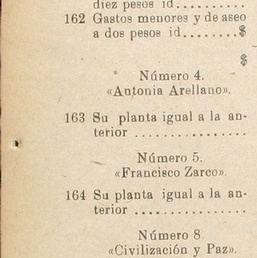 diez pesos id..........
162 Gastos menores y de aseo
a dos pesos id........$
$
Número 4.
«Antonia Arellano».
163 Su planta igual a la an-
terior ..............
Número 5.
«Francisco Zarco».
164 Su planta igual a la an-
terior ..............
Número 8
«Civilización y Paz».